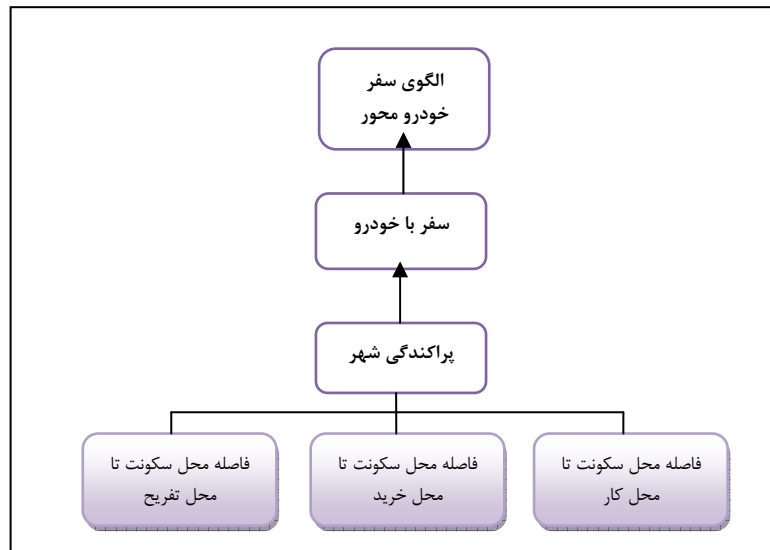 الگوی سفر
خودرو محور
سفر با خودرو
پراکندگی شهر
فاصله محل سکونت تا
محل کار
فاصله محل سکونت تا
محل خرید
فاصله محل سکونت تا
محل تفریح